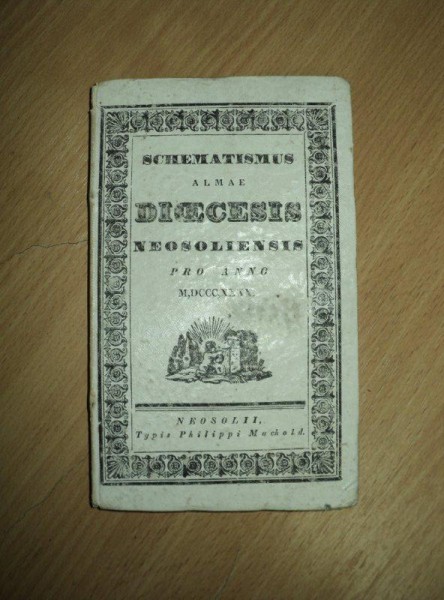 SCHEMATISMUS
ALMAE
DIŒCESIS
NEOSOLIENSIS
PRO ANNO
NEOSOLII,
Typis Philippi Machold.